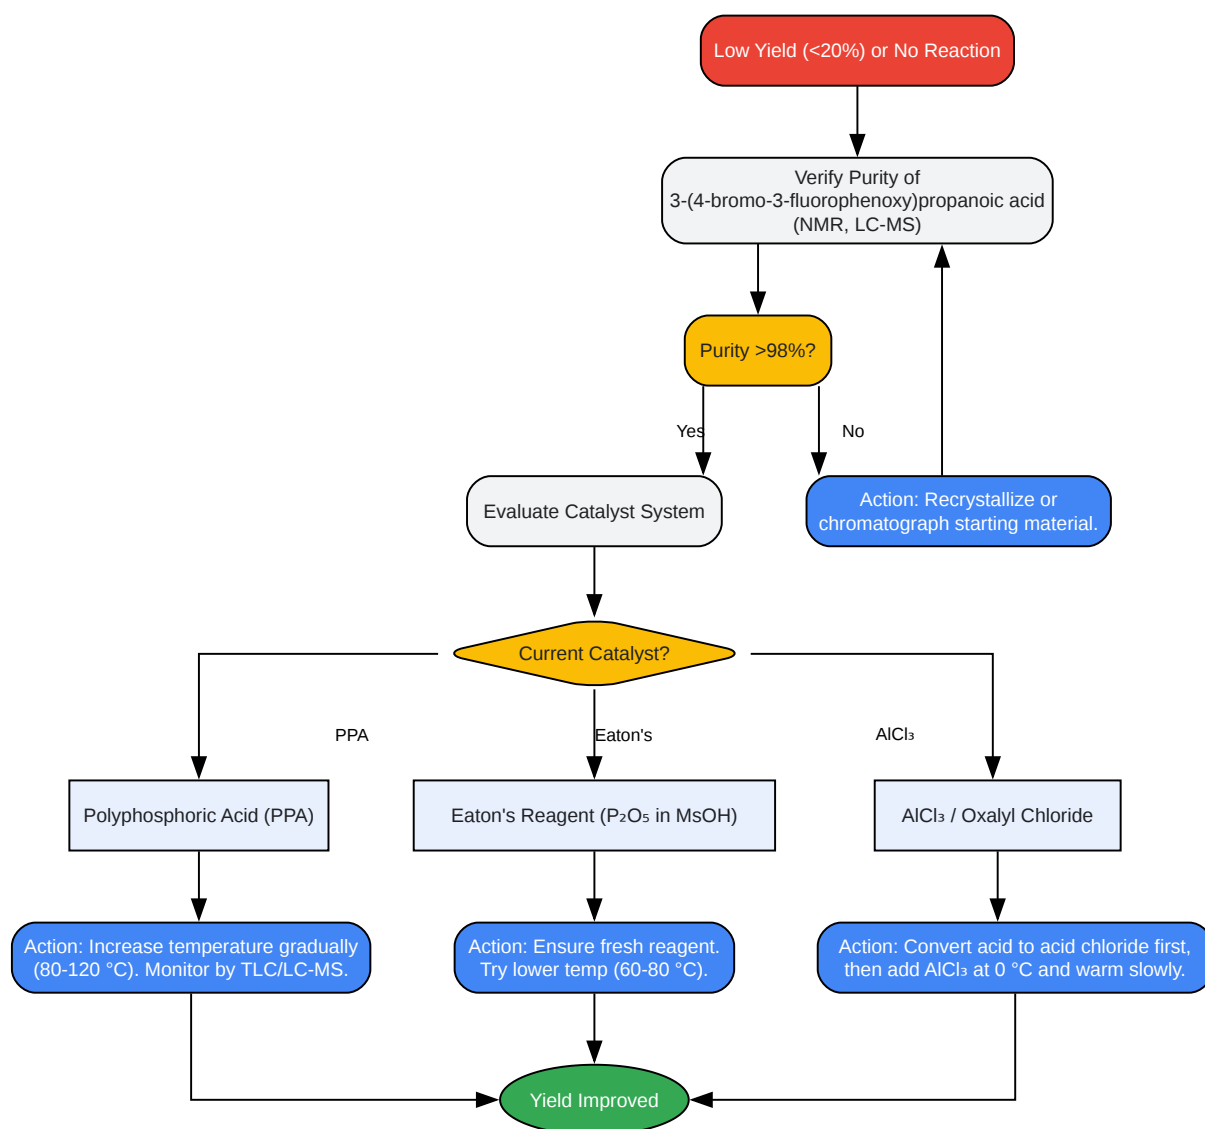 Low Yield (<20%) or No Reaction
Verify Purity of
3-(4-bromo-3-fluorophenoxy)propanoic acid
(NMR, LC-MS)
Purity >98%?
Yes
No
Evaluate Catalyst System
Action: Recrystallize or
chromatograph starting material.
Current Catalyst?
PPA
Eaton's
AlCl₃
Polyphosphoric Acid (PPA)
Eaton's Reagent (P₂O₅ in MsOH)
AlCl₃ / Oxalyl Chloride
Action: Increase temperature gradually
(80-120 °C). Monitor by TLC/LC-MS.
Action: Ensure fresh reagent.
Try lower temp (60-80 °C).
Action: Convert acid to acid chloride first,
then add AlCl₃ at 0 °C and warm slowly.
Yield Improved